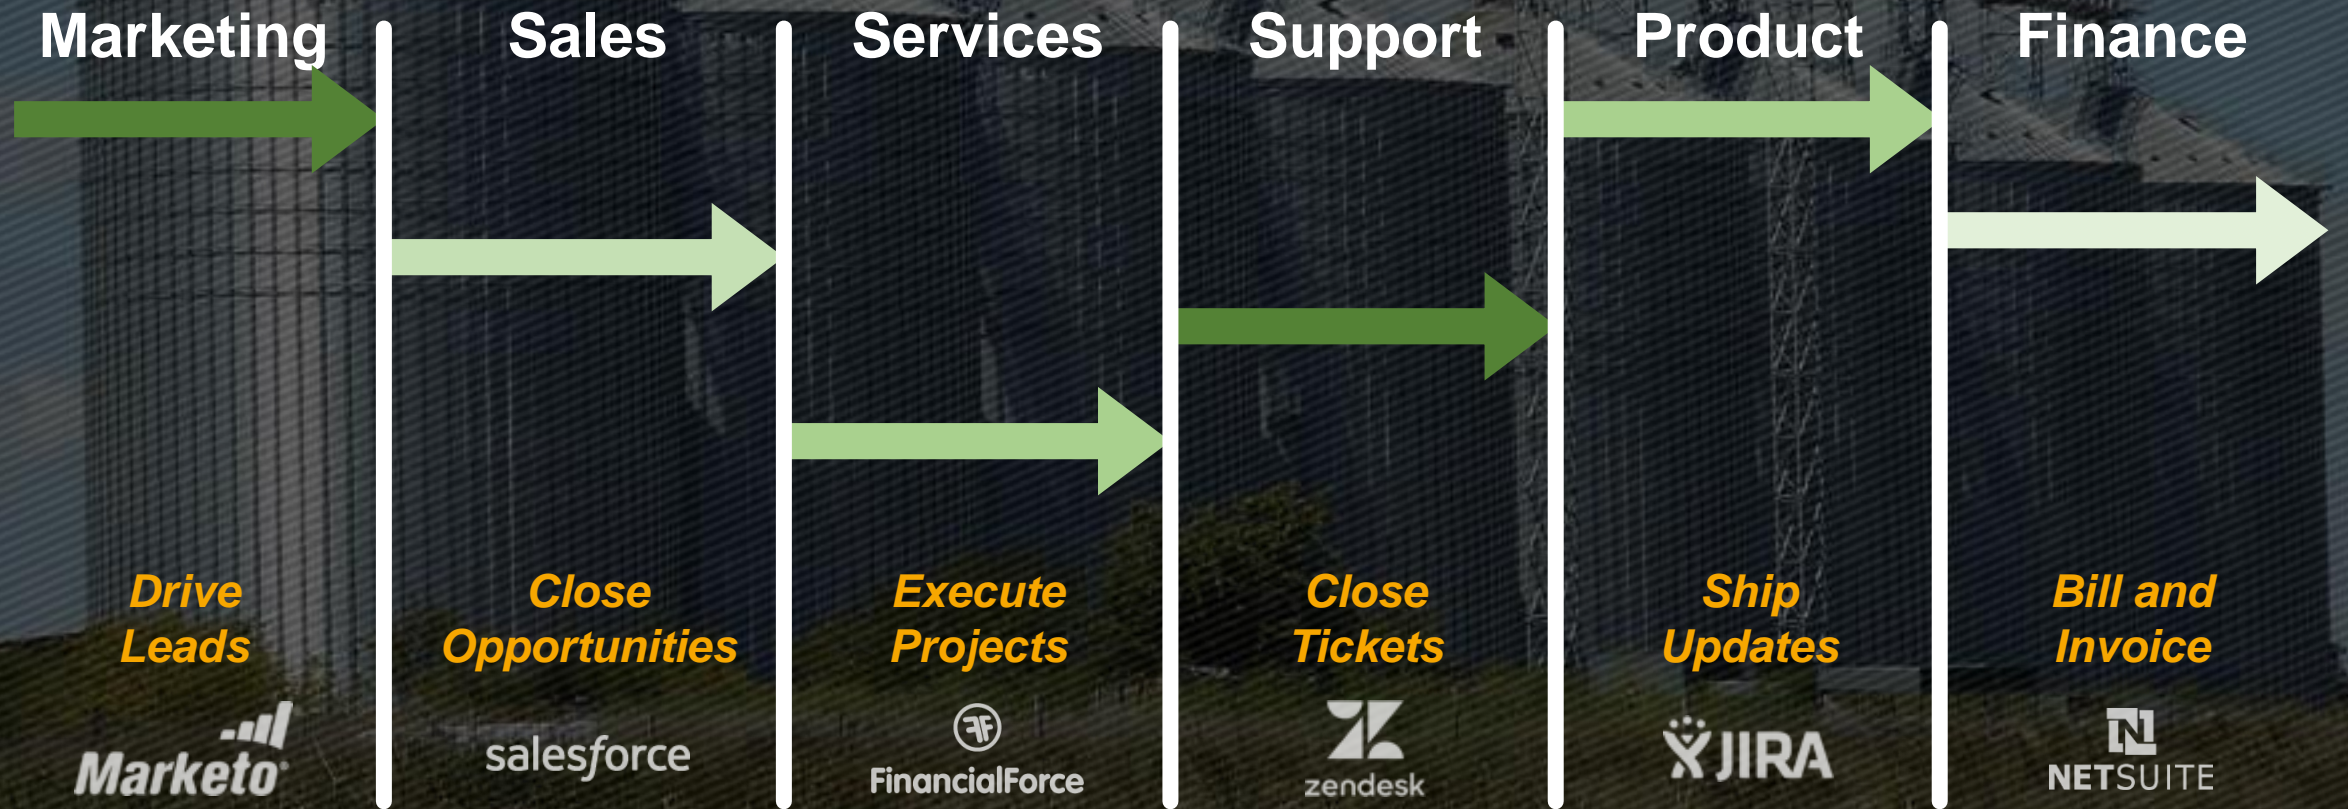 Marketing
Sales
Services
Support
Product
Finance
Drive
Leads
Close
Opportunities
Execute
Projects
Close
Tickets
Ship
Updates
Bill and
Invoice
Marketo
salesforce
FF
FinancialForce
zendesk
JIRA
N
NETSUITE